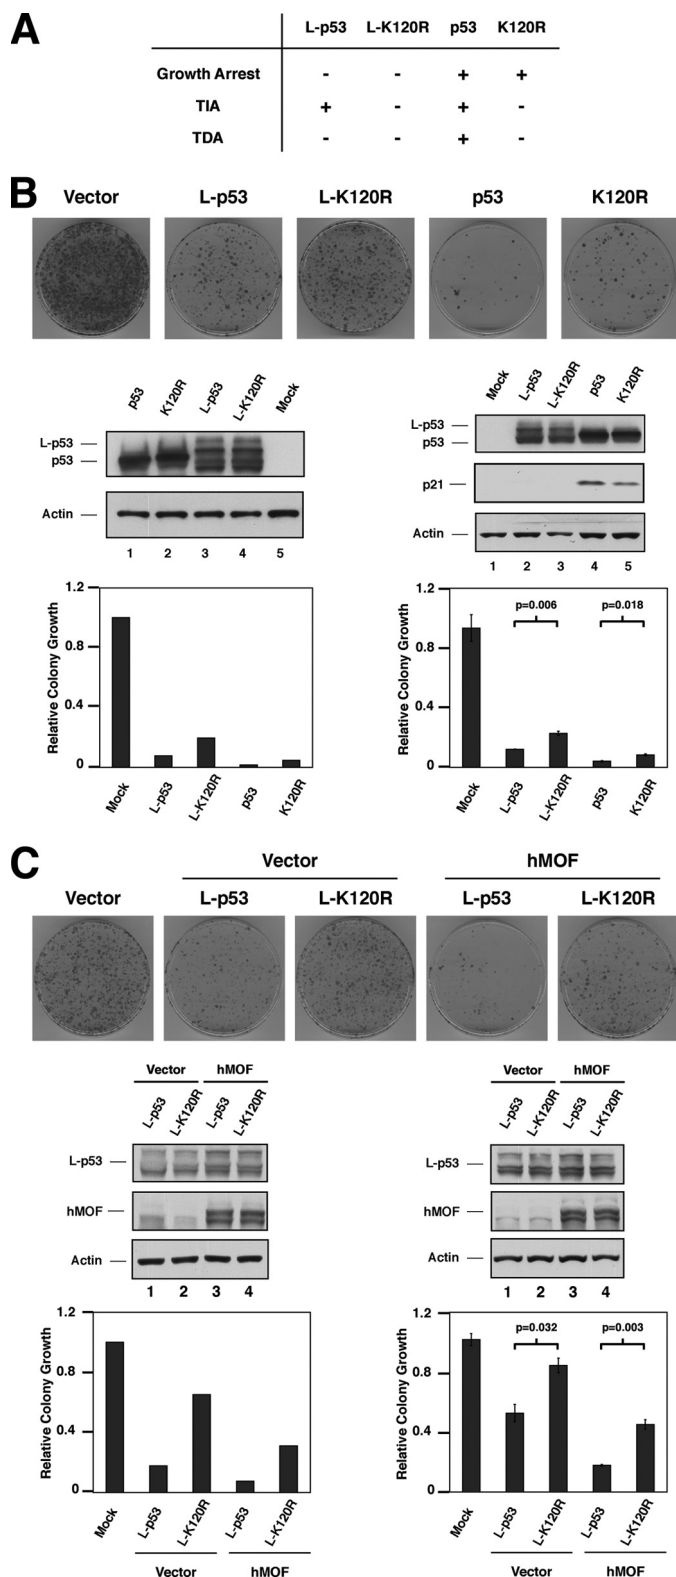 A
L-p53 L-K120R p53 K120R
Growth Arrest - - + +
TIA + - + -
TDA - - + -
B
Vector L-p53 L-K120R p53 K120R
p53 K120R L-p53 L-K120R Mock
L-p53
p53
Actin
1 2 3 4 5
Mock L-p53 L-K120R p53 K120R
L-p53
p53
p21
Actin
1 2 3 4 5
Relative Colony Growth
1.2
0.8
0.4
0
Mock L-p53 L-K120R p53 K120R
Relative Colony Growth
1.2
0.8
0.4
0
p=0.006 p=0.018
Mock L-p53 L-K120R p53 K120R
C
Vector hMOF
Vector L-p53 L-K120R L-p53 L-K120R
Vector hMOF
L-p53 L-K120R L-p53 L-K120R
L-p53
hMOF
Actin
1 2 3 4
Vector hMOF
L-p53 L-K120R L-p53 L-K120R
L-p53
hMOF
Actin
1 2 3 4
Relative Colony Growth
1.2
0.8
0.4
0
Mock L-p53 L-K120R L-p53 L-K120R
Vector hMOF
Relative Colony Growth
1.2
0.8
0.4
0
p=0.032 p=0.003
Mock L-p53 L-K120R L-p53 L-K120R
Vector hMOF